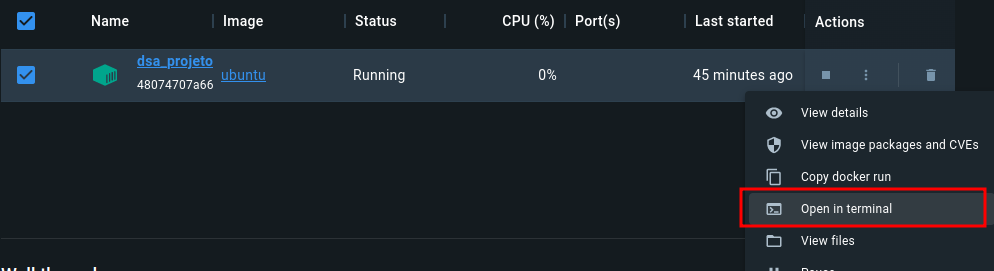 Name Image Status CPU (%) Port(s) Last started Actions
dsa_projeto
48074707a66
ubuntu Running 0% 45 minutes ago
View details
View image packages and CVEs
Copy docker run
Open in terminal
View files